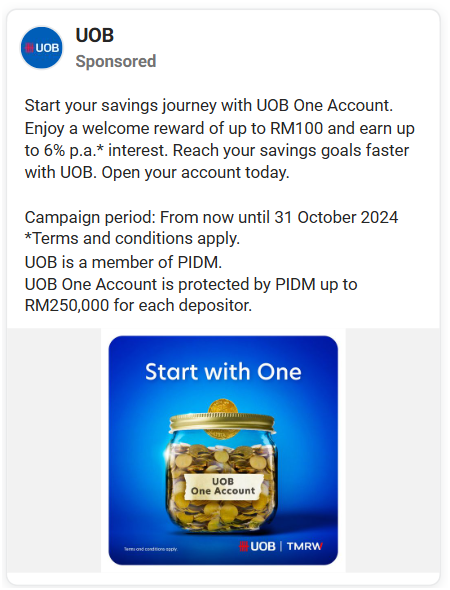 UOB
UOB
Sponsored
Start your savings journey with UOB One Account.
Enjoy a welcome reward of up to RM100 and earn up
to 6% p.a.* interest. Reach your savings goals faster
with UOB. Open your account today.
Campaign period: From now until 31 October 2024
*Terms and conditions apply.
UOB is a member of PIDM.
UOB One Account is protected by PIDM up to
RM250,000 for each depositor.
Start with One
UOB
One Account
Terms and conditions apply.
UOB | TMRW